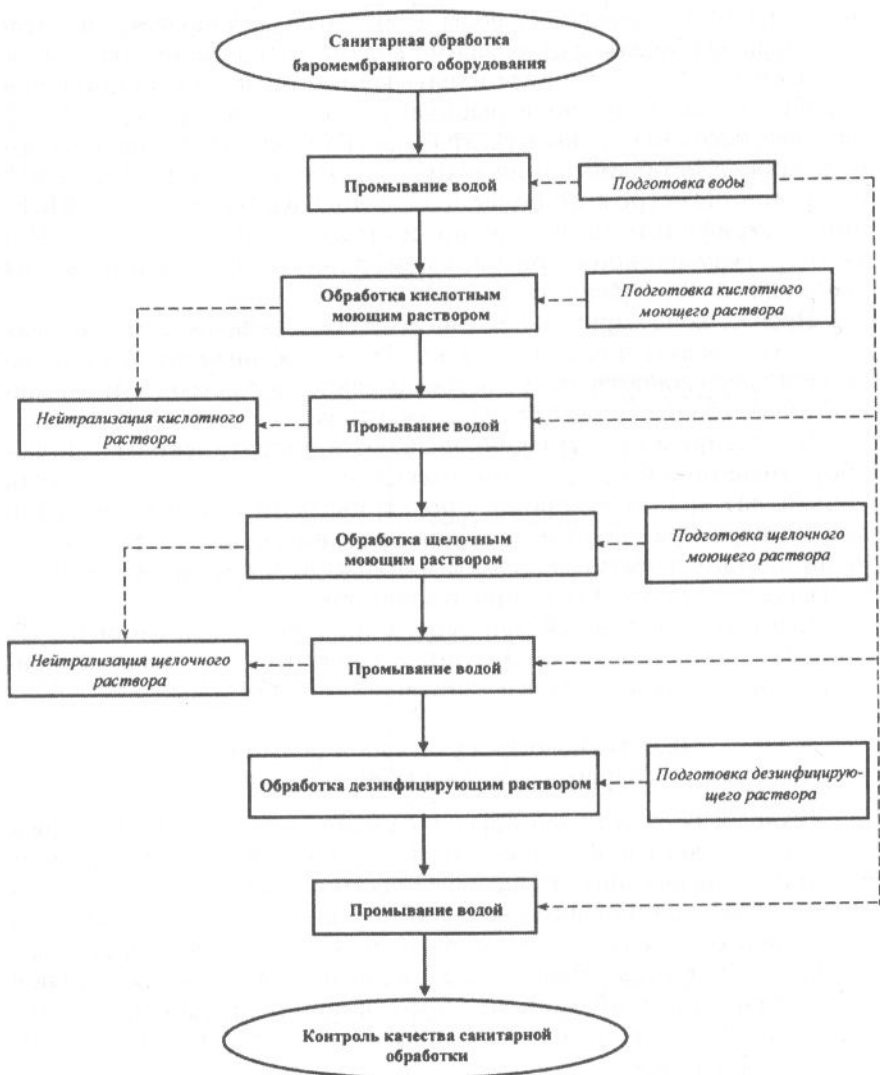 Санитарная обработка
баромембранного оборудования
Промывание водой
Подготовка воды
Обработка кислотным
моющим раствором
Подготовка кислотного
моющего раствора
Нейтрализация кислотного
раствора
Промывание водой
Обработка щелочным
моющим раствором
Подготовка щелочного
моющего раствора
Нейтрализация щелочного
раствора
Промывание водой
Обработка дезинфицирующим раствором
Подготовка дезинфицирую-
щего раствора
Промывание водой
Контроль качества санитарной
обработки